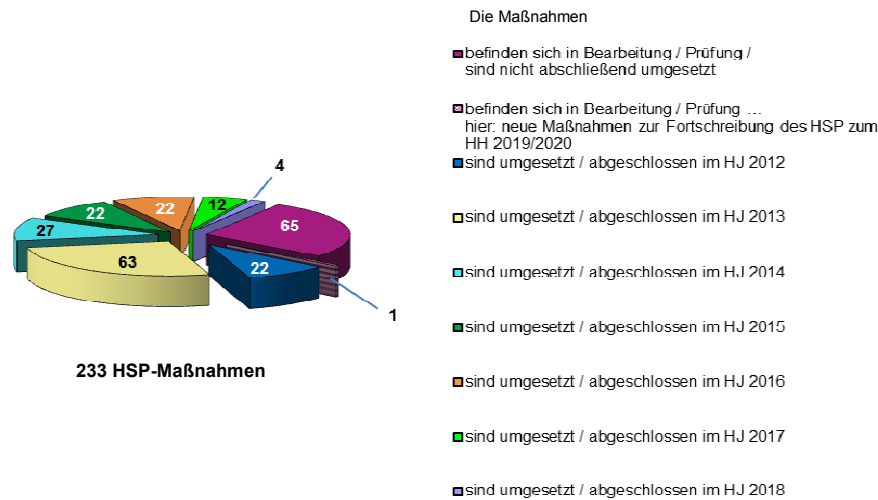 Die Maßnahmen
befinden sich in Bearbeitung / Prüfung /
sind nicht abschließend umgesetzt
befinden sich in Bearbeitung / Prüfung ...
hier: neue Maßnahmen zur Fortschreibung des HSP zum
HH 2019/2020
sind umgesetzt / abgeschlossen im HJ 2012
sind umgesetzt / abgeschlossen im HJ 2013
sind umgesetzt / abgeschlossen im HJ 2014
sind umgesetzt / abgeschlossen im HJ 2015
sind umgesetzt / abgeschlossen im HJ 2016
sind umgesetzt / abgeschlossen im HJ 2017
sind umgesetzt / abgeschlossen im HJ 2018
4
22
22
12
65
27
63
22
1
233 HSP-Maßnahmen